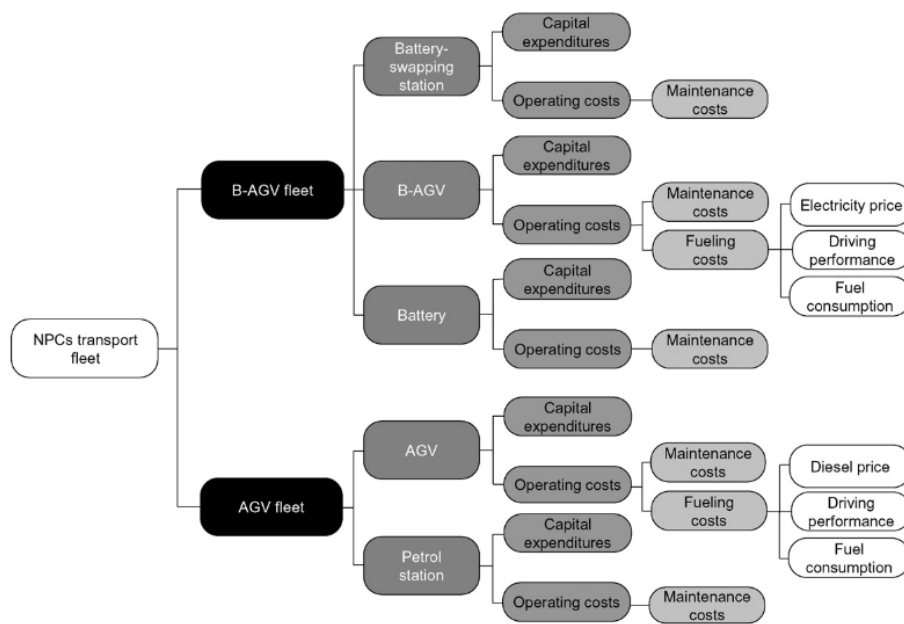 Capital
expenditures
Battery-
swapping
station
Operating costs
Maintenance
costs
Capital
expenditures
B-AGV fleet
B-AGV
Maintenance
costs
Operating costs
Fueling
costs
Electricity price
Driving
performance
Fuel
consumption
Capital
expenditures
Battery
Operating costs
Maintenance
costs
NPCs transport
fleet
Capital
expenditures
AGV
Maintenance
costs
Operating costs
Fueling
costs
Diesel price
Driving
performance
Fuel
consumption
AGV fleet
Capital
expenditures
Petrol
station
Operating costs
Maintenance
costs